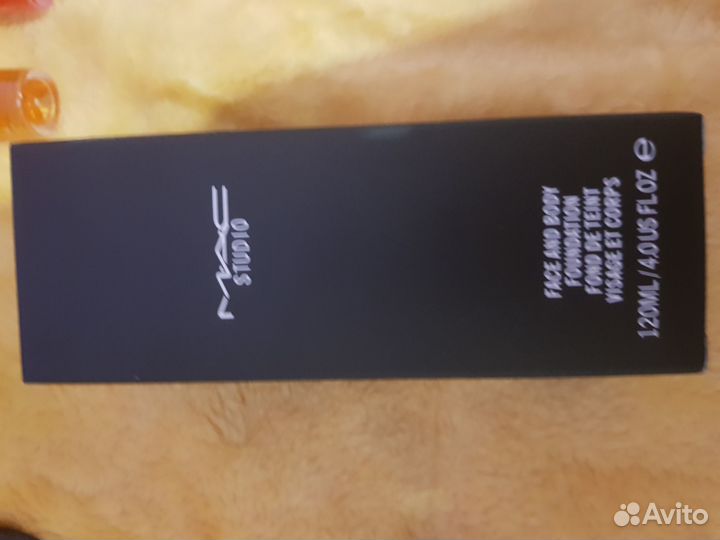 MAC
STUDIO
FACE AND BODY
FOUNDATION
FOND DE TEINT
VISAGE ET CORPS
120ML/4.0 US FL OZ ℮
Avito